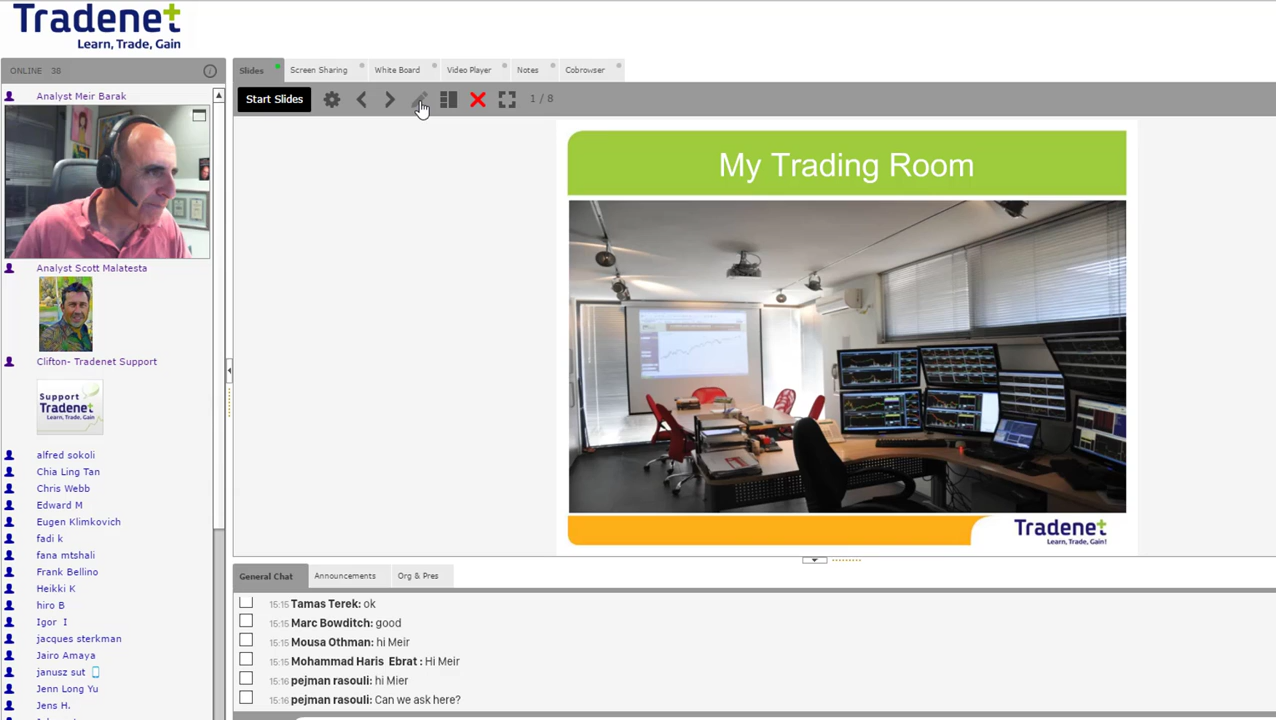 Tradenet
Learn, Trade, Gain
ONLINE 38
Analyst Meir Barak
Analyst Scott Malatesta
Clifton- Tradenet Support
Support
Tradenet
Learn, Trade, Gain
alfred sokoli
Chia Ling Tan
Chris Webb
Edward M
Eugen Klimkovich
fadi k
fana mtshali
Frank Bellino
Heikki K
hiro B
Igor I
jacques sterkman
Jairo Amaya
janusz sut
Jenn Long Yu
Jens H.
Slides Screen Sharing White Board Video Player Notes Cobrowser
Start Slides 1 / 8
My Trading Room
Tradenet
Learn, Trade, Gain!
General Chat Announcements Org & Pres
15:15 Tamas Terek: ok
15:15 Marc Bowditch: good
15:15 Mousa Othman: hi Meir
15:15 Mohammad Haris Ebrat : Hi Meir
15:16 pejman rasouli: hi Mier
15:16 pejman rasouli: Can we ask here?